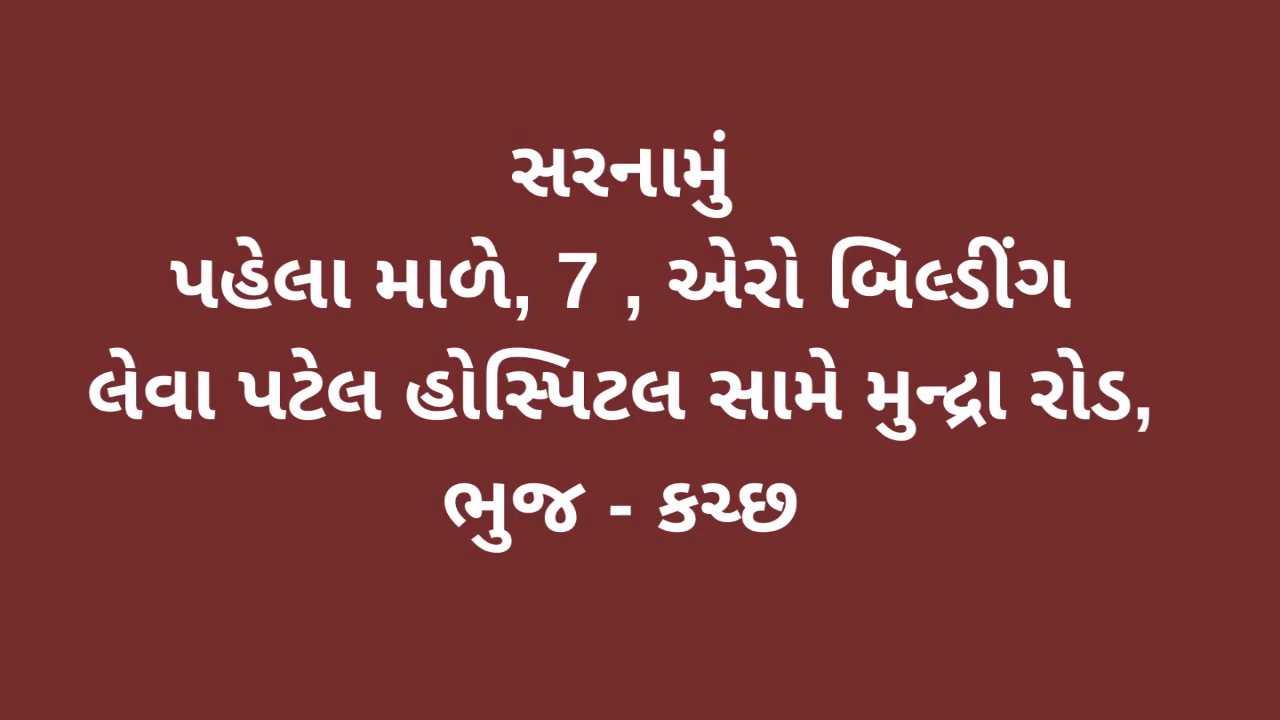 સરનામું
પહેલા માળે, 7 , એરો બિલ્ડીંગ
લેવા પટેલ હોસ્પિટલ સામે મુન્દ્રા રોડ,
ભુજ - કચ્છ